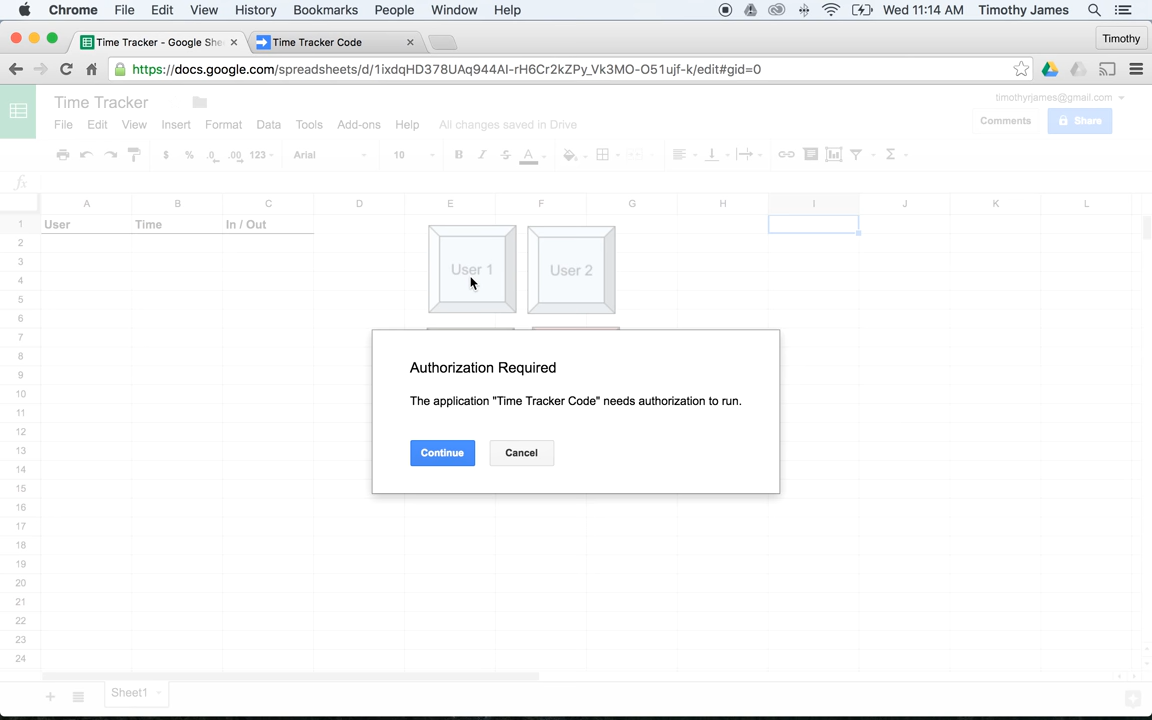 Chrome File Edit View History Bookmarks People Window Help Wed 11:14 AM Timothy James
Time Tracker - Google She Time Tracker Code Timothy
https://docs.google.com/spreadsheets/d/1ixdqHD378UAq944AI-rH6Cr2kZPy_Vk3MO-O51ujf-k/edit#gid=0
Time Tracker timothyrjames@gmail.com
File Edit View Insert Format Data Tools Add-ons Help All changes saved in Drive Comments Share
$ % .0 .00 123 Arial 10 B I S A Σ
fx
A B C D E F G H I J K L
1 User Time In / Out
2
3
4 User 1 User 2
5
6
7
8
9 Authorization Required
10
11 The application "Time Tracker Code" needs authorization to run.
12
13 Continue Cancel
14
15
16
17
18
19
20
21
22
23
24
+ Sheet1